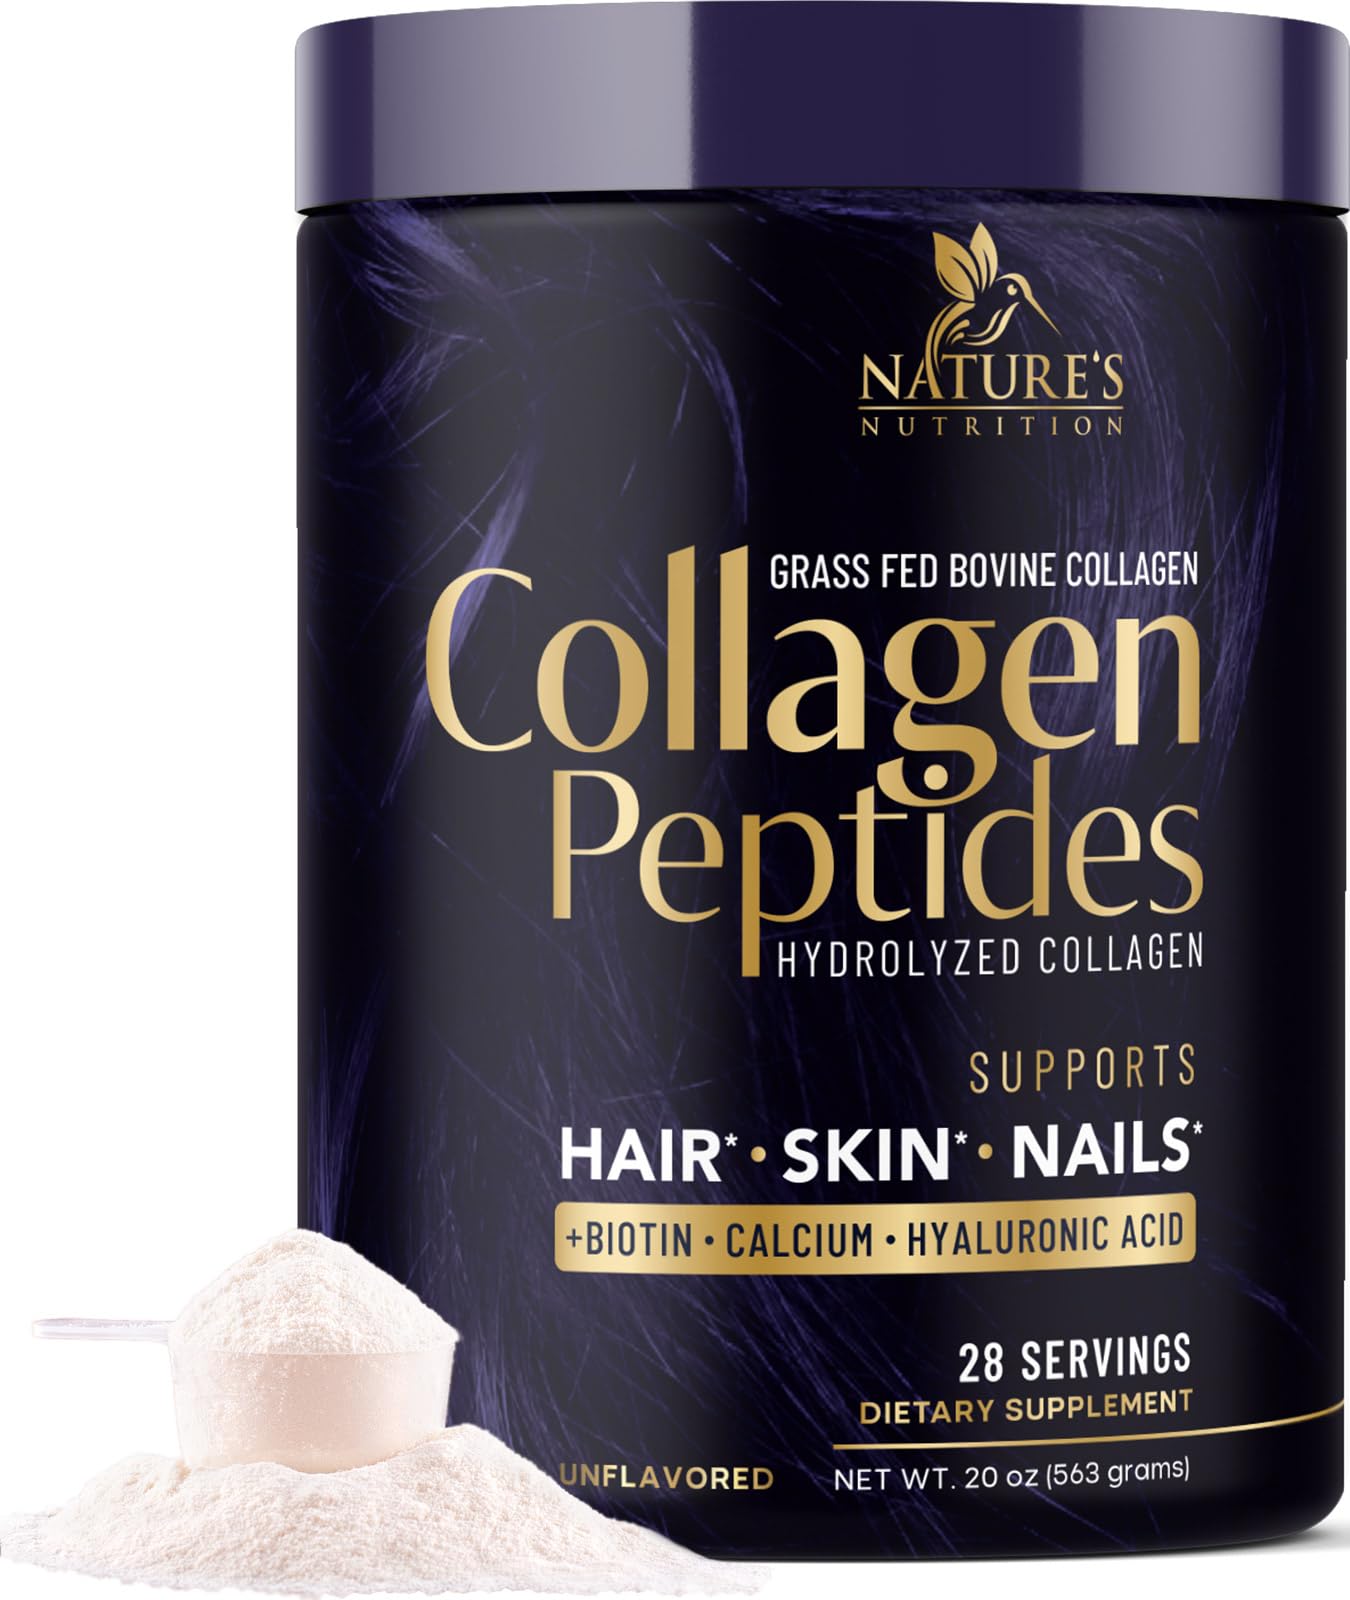 NATURE'S
NUTRITION
GRASS FED BOVINE COLLAGEN
Collagen
Peptides
HYDROLYZED COLLAGEN
SUPPORTS
HAIR* • SKIN* • NAILS*
+BIOTIN • CALCIUM • HYALURONIC ACID
28 SERVINGS
DIETARY SUPPLEMENT
UNFLAVORED
NET WT. 20 oz (563 grams)